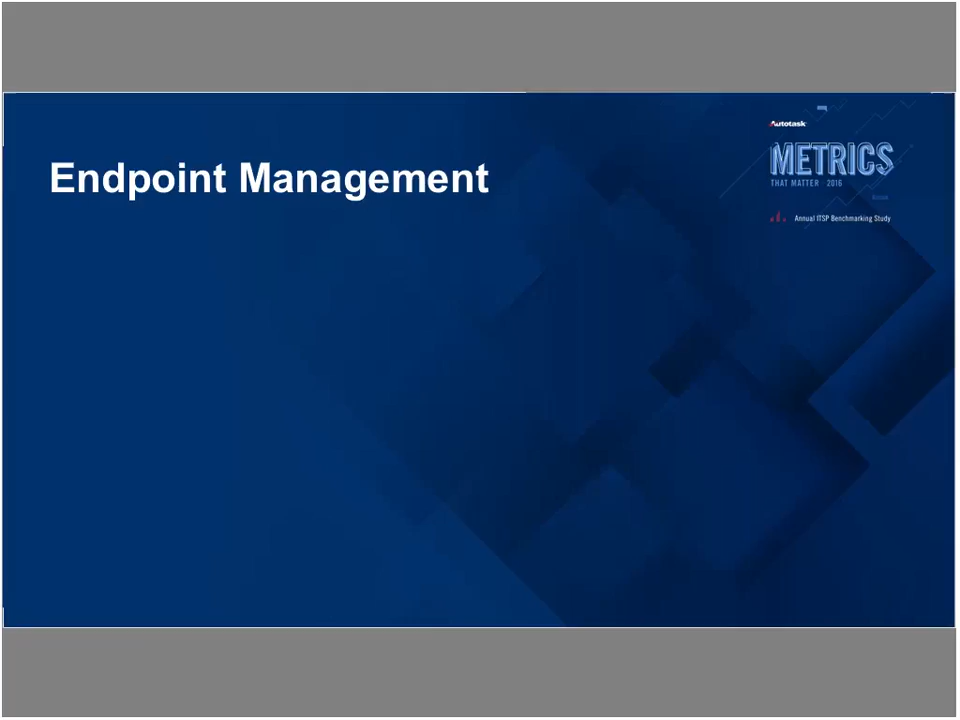 Endpoint Management
Autotask
METRICS
THAT MATTER 2016
Annual ITSP Benchmarking Study